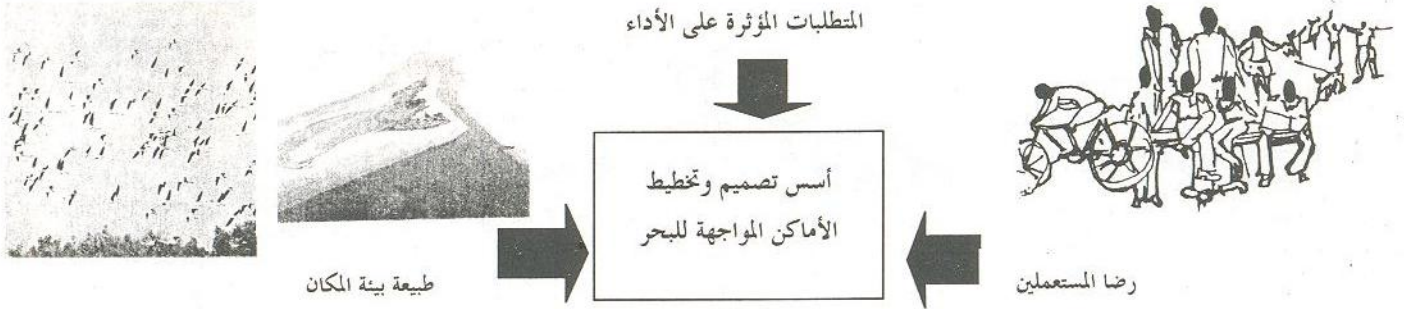 المتطلبات المؤثرة على الأداء
أسس تصميم وتخطيط
الأماكن المواجهة للبحر
رضا المستعملين
طبيعة بيئة المكان